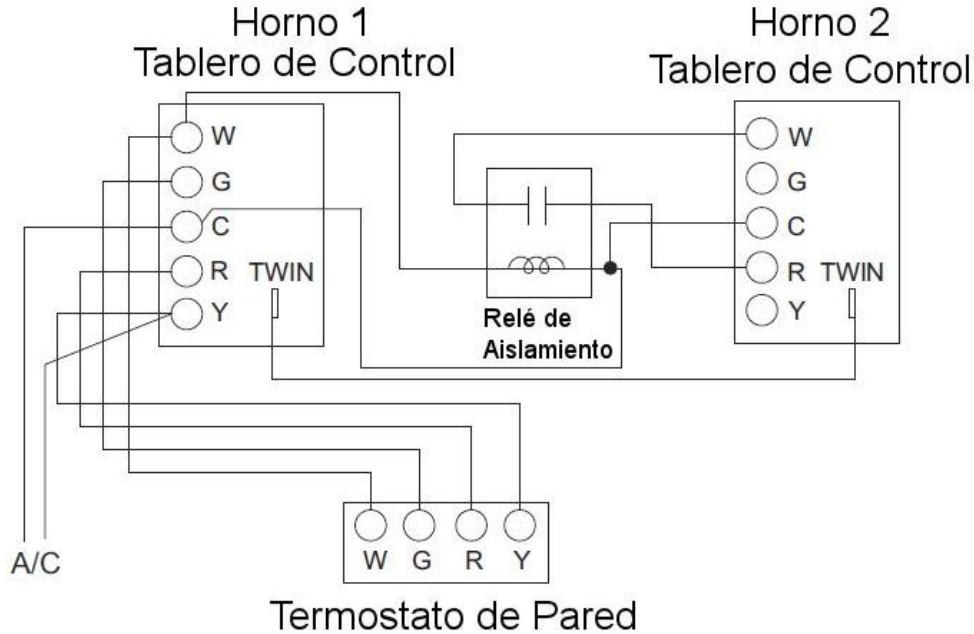 Horno 1
Tablero de Control
Horno 2
Tablero de Control
W
G
C
R TWIN
Y
Relé de
Aislamiento
W
G
C
R TWIN
Y
A/C
W G R Y
Termostato de Pared